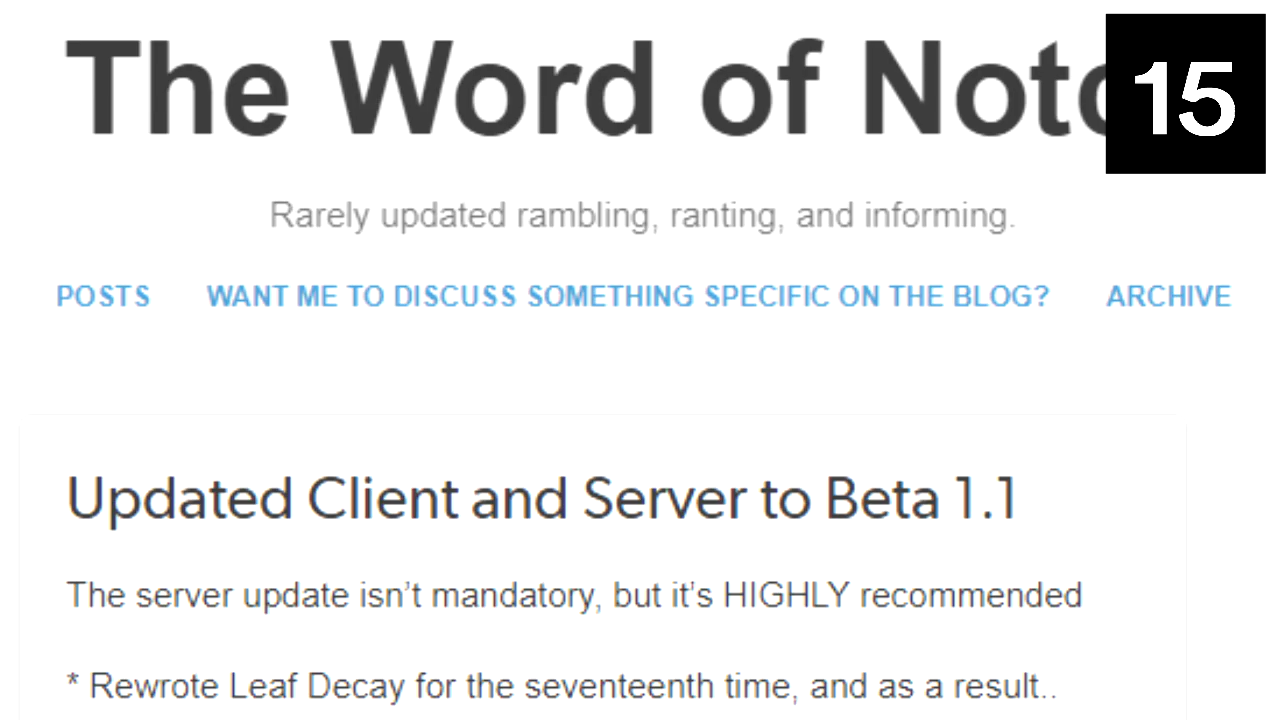 The Word of Notc
15
Rarely updated rambling, ranting, and informing.
POSTS WANT ME TO DISCUSS SOMETHING SPECIFIC ON THE BLOG? ARCHIVE
Updated Client and Server to Beta 1.1
The server update isn’t mandatory, but it’s HIGHLY recommended
* Rewrote Leaf Decay for the seventeenth time, and as a result..